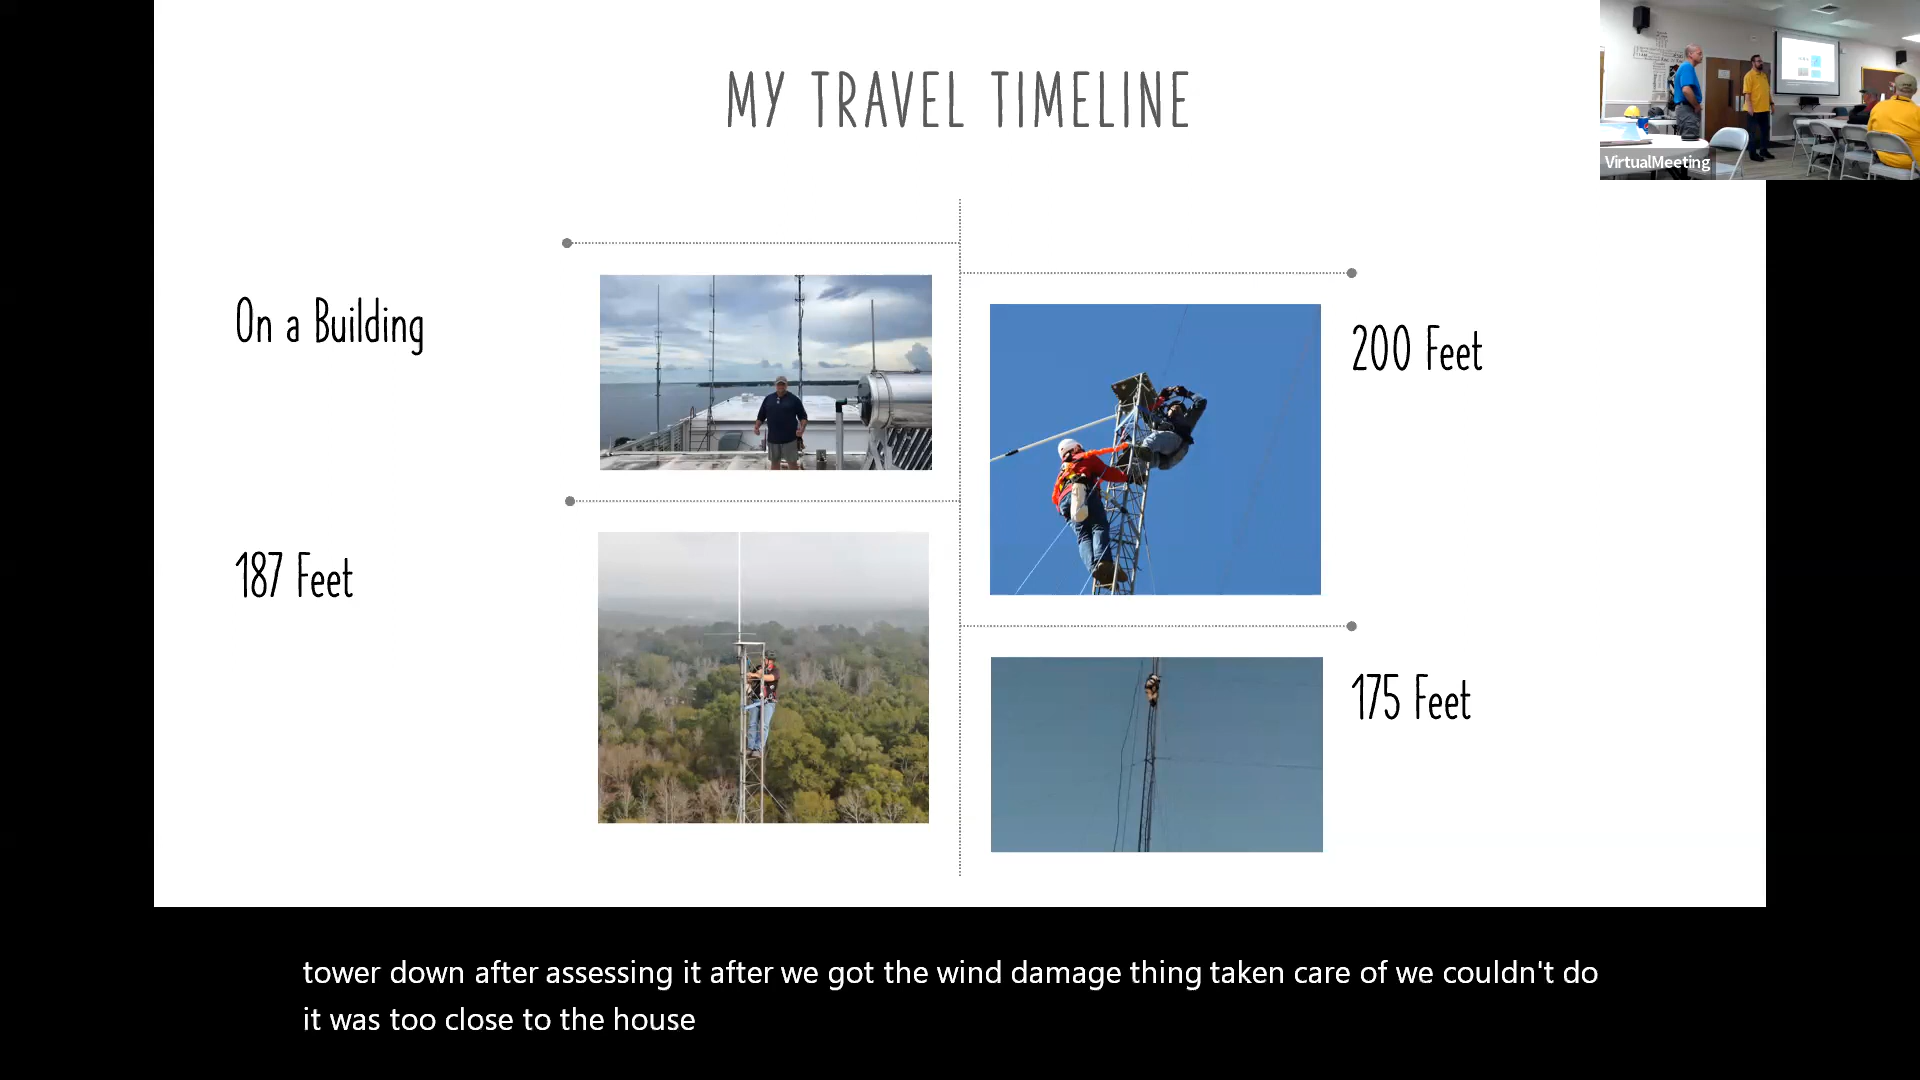 MY TRAVEL TIMELINE
VirtualMeeting
On a Building
200 Feet
187 Feet
175 Feet
tower down after assessing it after we got the wind damage thing taken care of we couldn't do
it was too close to the house